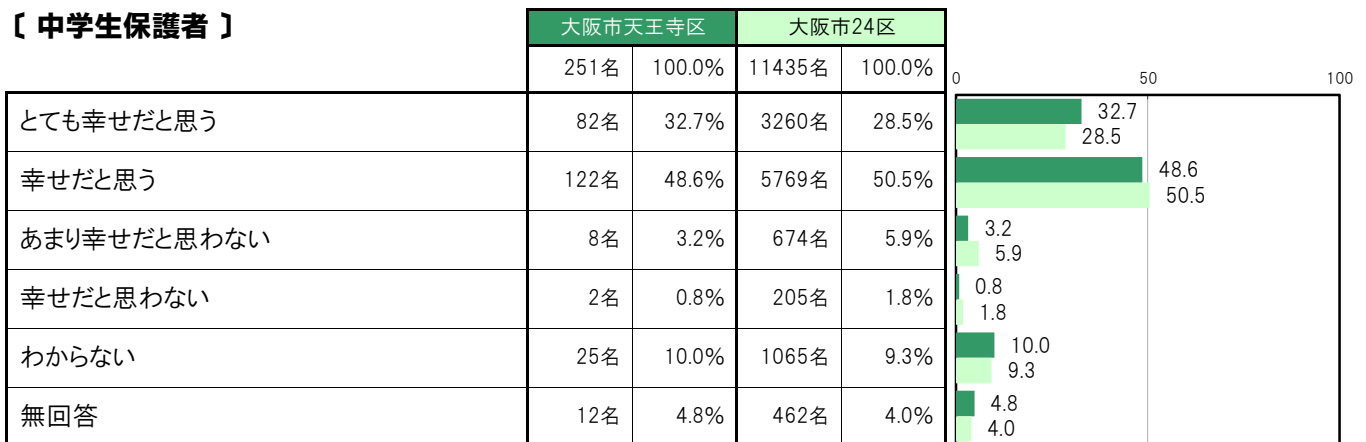 〔 中学生保護者 〕
大阪市天王寺区 大阪市24区
251名 100.0% 11435名 100.0%
0 50 100
とても幸せだと思う 82名 32.7% 3260名 28.5% 32.7
28.5
幸せだと思う 122名 48.6% 5769名 50.5% 48.6
50.5
あまり幸せだと思わない 8名 3.2% 674名 5.9% 3.2
5.9
幸せだと思わない 2名 0.8% 205名 1.8% 0.8
1.8
わからない 25名 10.0% 1065名 9.3% 10.0
9.3
無回答 12名 4.8% 462名 4.0% 4.8
4.0